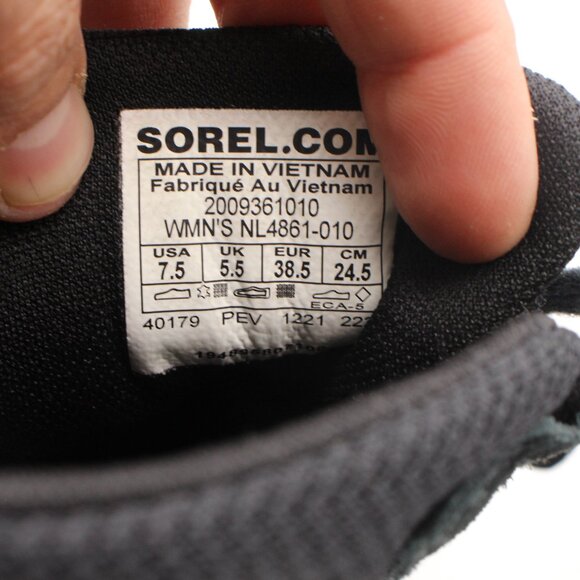 SOREL.COM
MADE IN VIETNAM
Fabriqué Au Vietnam
2009361010
WMN'S NL4861-010
USA UK EUR CM
7.5 5.5 38.5 24.5
ECA-5
40179 PEV 1221